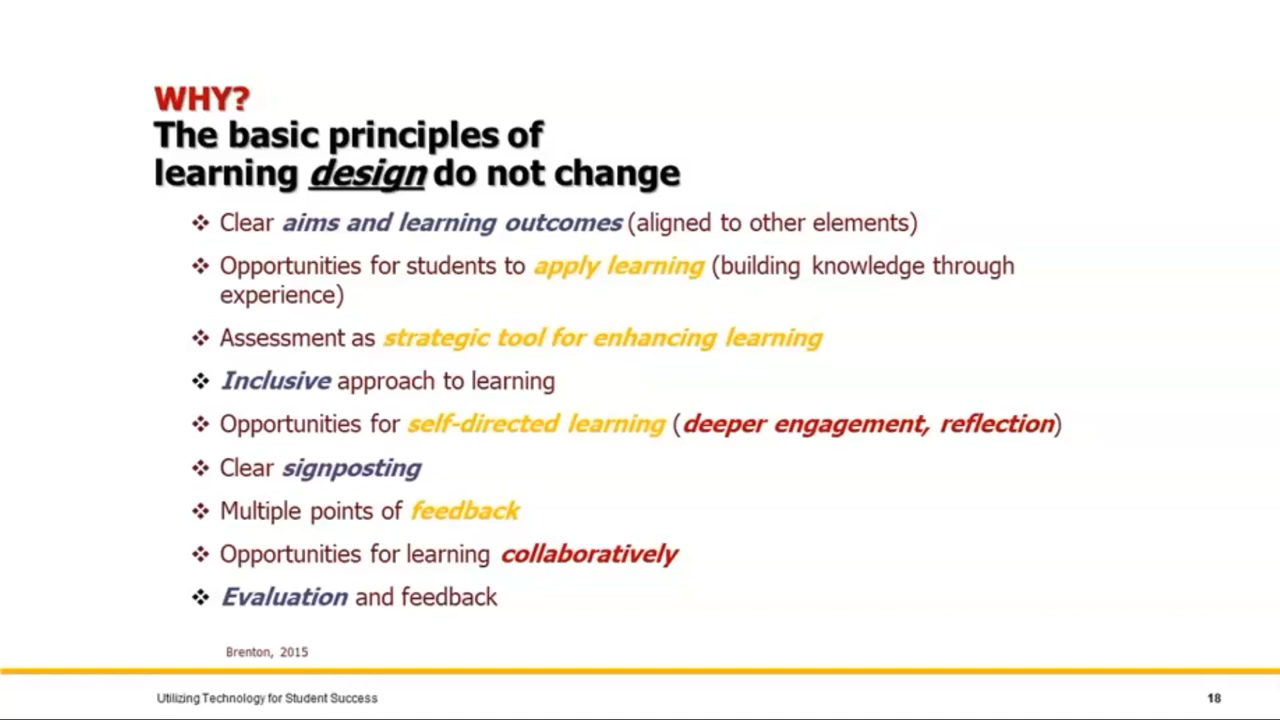 WHY?
The basic principles of
learning design do not change
❖ Clear aims and learning outcomes (aligned to other elements)
❖ Opportunities for students to apply learning (building knowledge through
experience)
❖ Assessment as strategic tool for enhancing learning
❖ Inclusive approach to learning
❖ Opportunities for self-directed learning (deeper engagement, reflection)
❖ Clear signposting
❖ Multiple points of feedback
❖ Opportunities for learning collaboratively
❖ Evaluation and feedback
Brenton, 2015
Utilizing Technology for Student Success 18